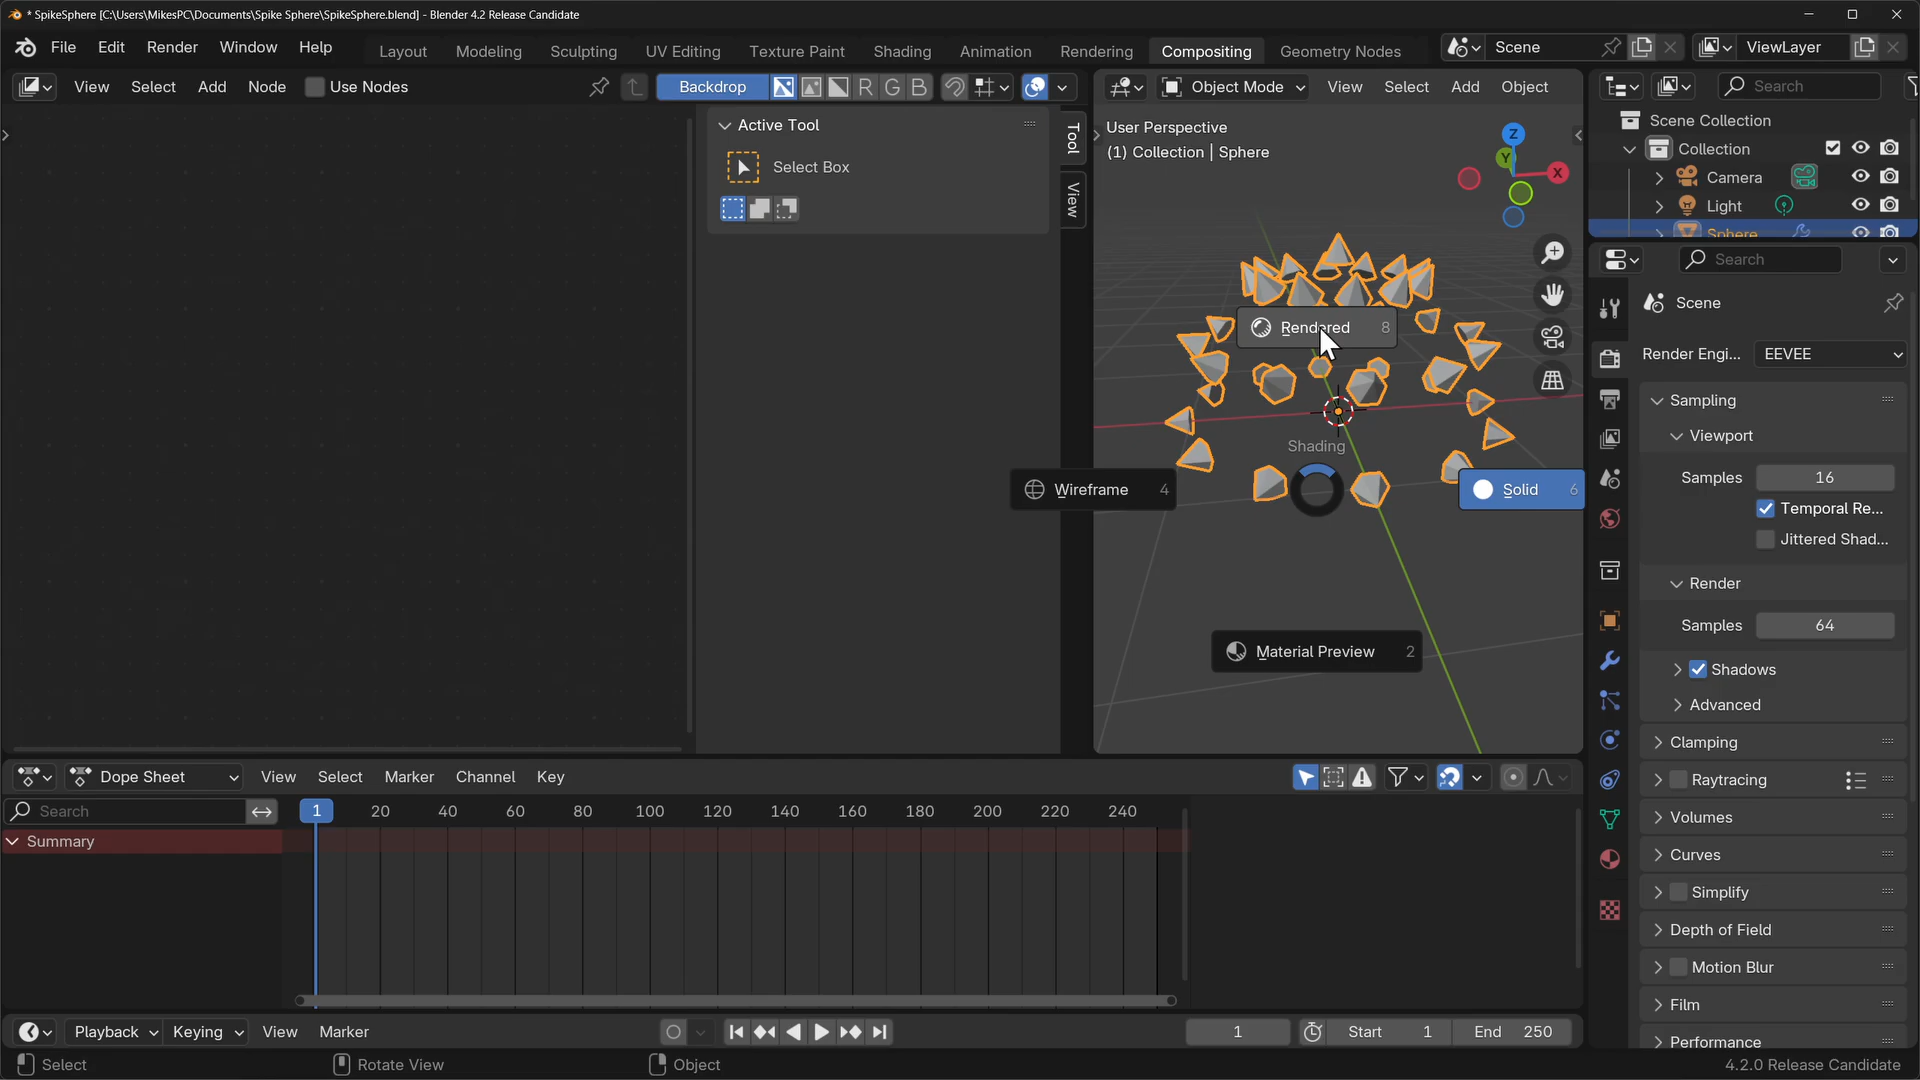 * SpikeSphere [C:\Users\MikesPC\Documents\Spike Sphere\SpikeSphere.blend] - Blender 4.2 Release Candidate
File Edit Render Window Help Layout Modeling Sculpting UV Editing Texture Paint Shading Animation Rendering Compositing Geometry Nodes Scene ViewLayer
View Select Add Node Use Nodes Backdrop R G B Object Mode View Select Add Object Search
Active Tool
Select Box
Tool
View
User Perspective
(1) Collection | Sphere
Z
Y
X
Rendered 8
Shading
Wireframe 4
Solid 6
Material Preview 2
Scene Collection
Collection
Camera
Light
Sphere
Search
Scene
Render Engi... EEVEE
Sampling
Viewport
Samples 16
Temporal Re...
Jittered Shad...
Render
Samples 64
Shadows
Advanced
Clamping
Raytracing
Volumes
Curves
Simplify
Depth of Field
Motion Blur
Film
Performance
Dope Sheet View Select Marker Channel Key
Search 1 20 40 60 80 100 120 140 160 180 200 220 240
Summary
Playback Keying View Marker 1 Start 1 End 250
Select Rotate View Object 4.2.0 Release Candidate